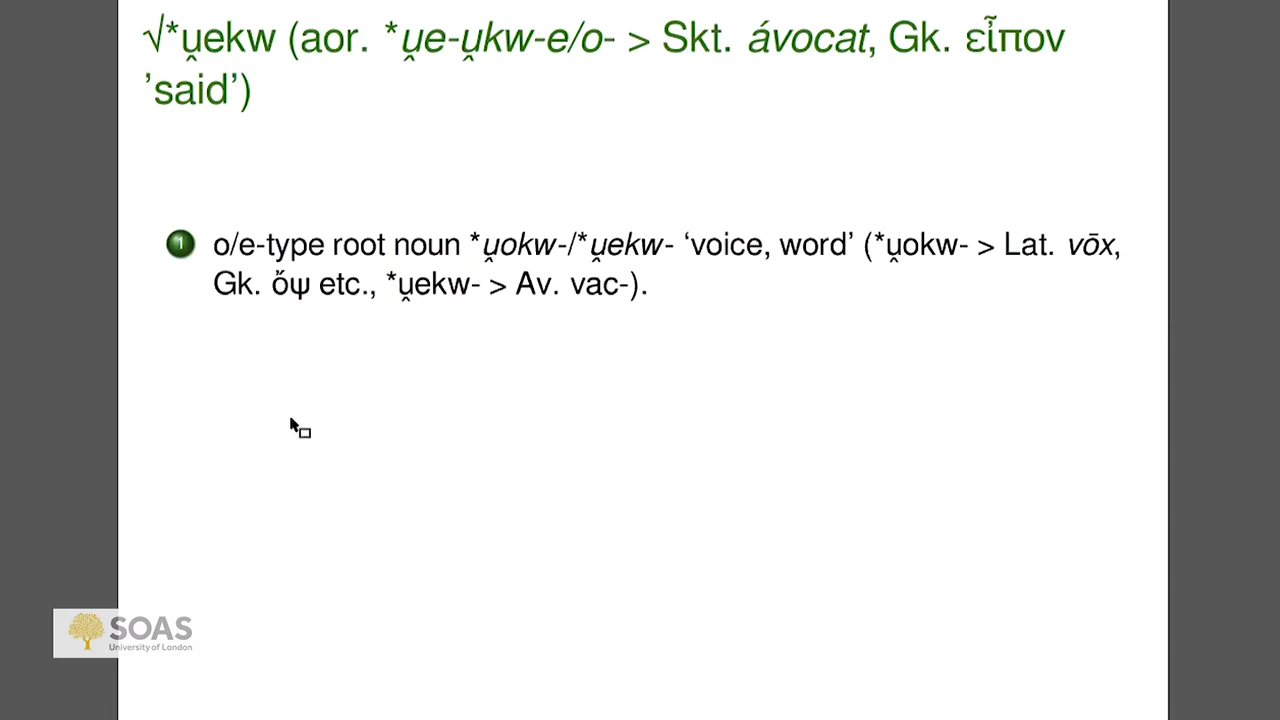 √*u̯ekw (aor. *u̯e-u̯kw-e/o- > Skt. ávocat, Gk. εἶπον
’said’)
1 o/e-type root noun *u̯okw-/*u̯ekw- ‘voice, word’ (*u̯okw- > Lat. vōx,
Gk. ὄψ etc., *u̯ekw- > Av. vac-).
SOAS
University of London